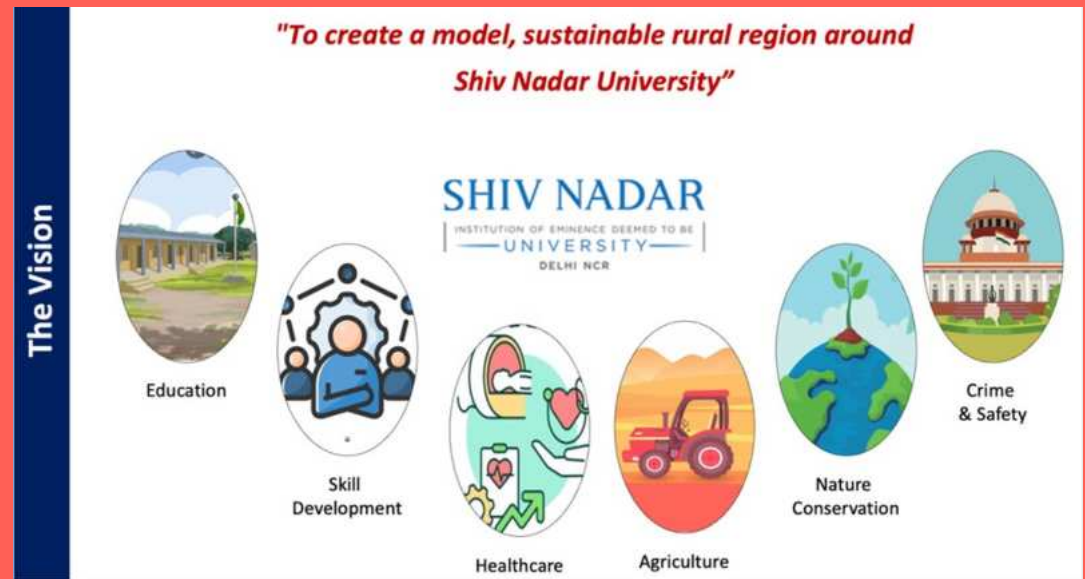 "To create a model, sustainable rural region around
Shiv Nadar University”
The Vision
SHIV NADAR
INSTITUTION OF EMINENCE DEEMED TO BE
UNIVERSITY
DELHI NCR
Education
Skill
Development
Healthcare
Agriculture
Nature
Conservation
Crime
& Safety